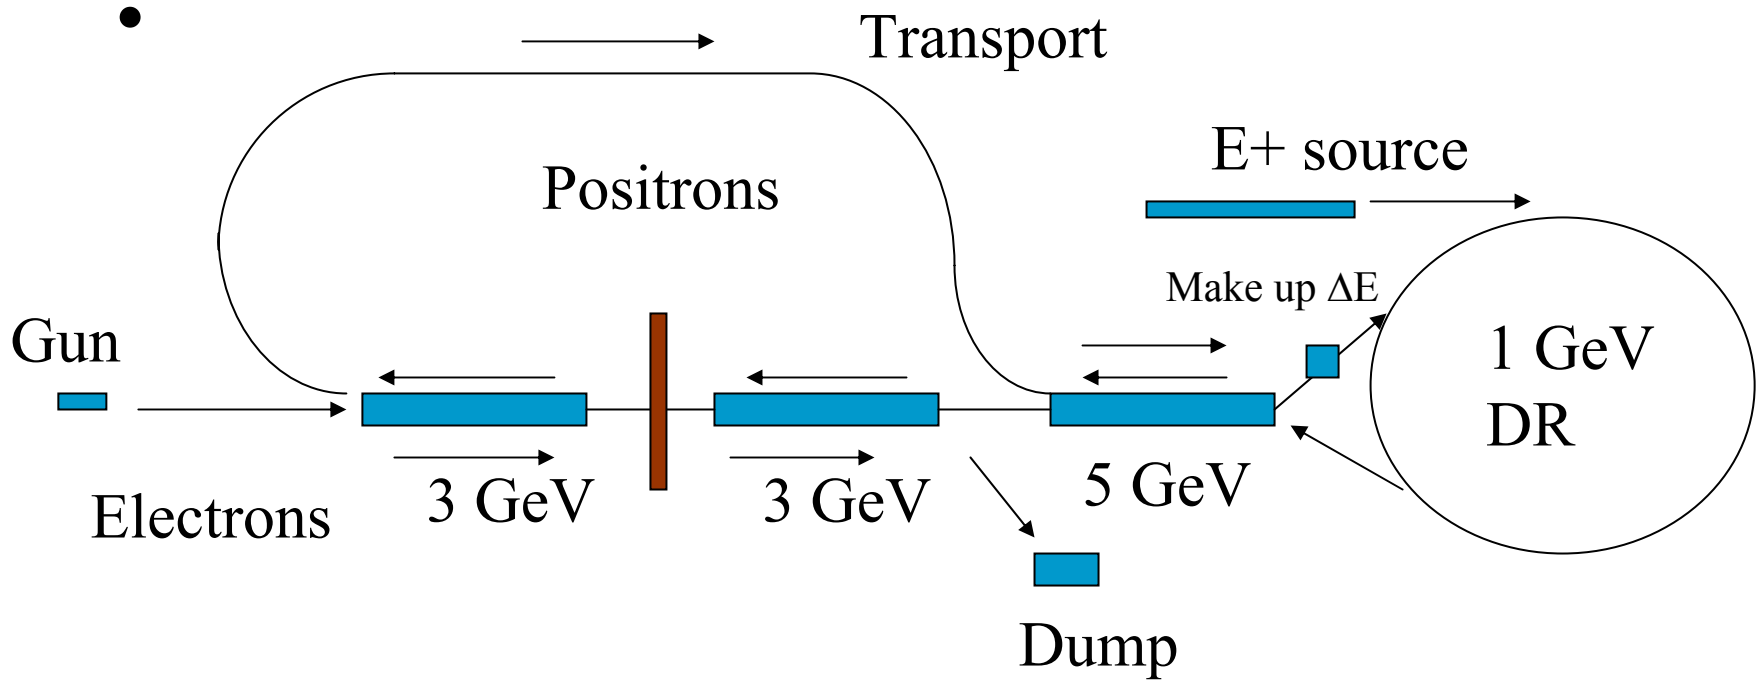 Transport
E+ source
Positrons
Make up ΔE
Gun
1 GeV
DR
3 GeV
3 GeV
5 GeV
Electrons
Dump